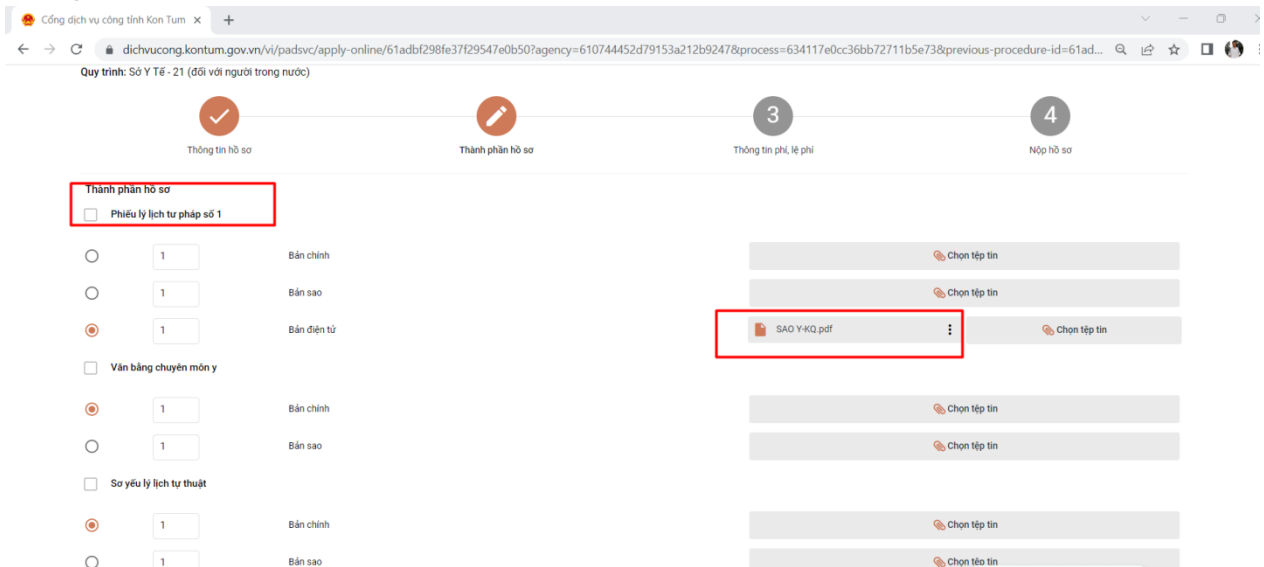 Cổng dịch vụ công tỉnh Kon Tum
dichvucong.kontum.gov.vn/vi/padsvc/apply-online/61adbf298fe37f29547e0b50?agency=610744452d79153a212b9247&process=634117e0cc36bb72711b5e73&previous-procedure-id=61ad...
Quy trình: Sở Y Tế - 21 (đối với người trong nước)
3 4
Thông tin hồ sơ Thành phần hồ sơ Thông tin phí, lệ phí Nộp hồ sơ
Thành phần hồ sơ
Phiếu lý lịch tư pháp số 1
1 Bản chính Chọn tệp tin
1 Bản sao Chọn tệp tin
1 Bản điện tử SAO Y-KQ.pdf Chọn tệp tin
Văn bằng chuyên môn y
1 Bản chính Chọn tệp tin
1 Bản sao Chọn tệp tin
Sơ yếu lý lịch tự thuật
1 Bản chính Chọn tệp tin
1 Bản sao Chọn tệp tin